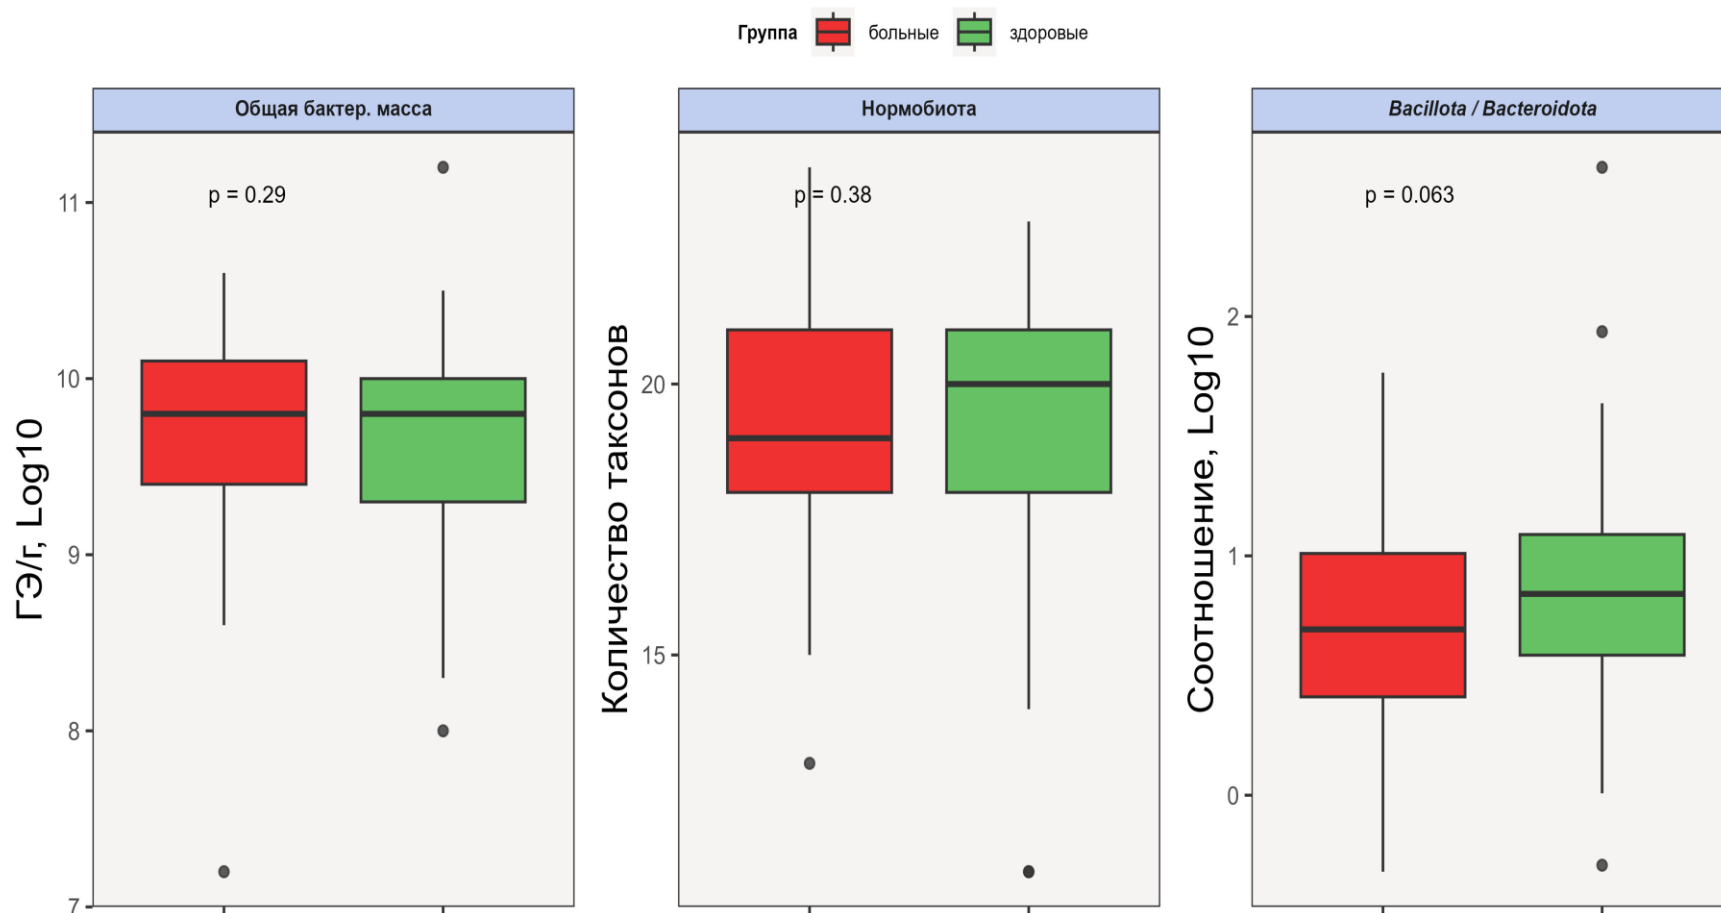 Группа больные здоровые
Общая бактер. масса
ГЭ/г, Log10
11
10
9
8
7
p = 0.29
Нормобиота
Количество таксонов
20
15
p = 0.38
Bacillota / Bacteroidota
Соотношение, Log10
2
1
0
p = 0.063